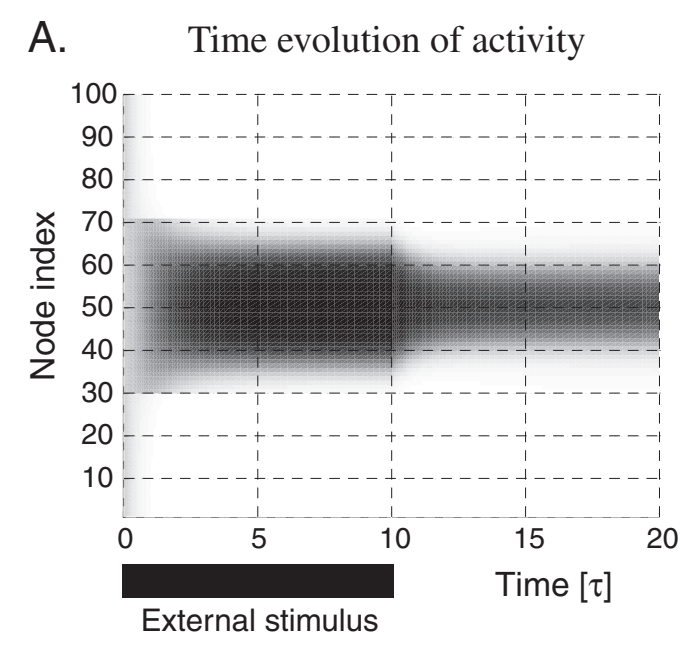 A.
Time evolution of activity
100
90
80
70
60
50
40
30
20
10
Node index
0 5 10 15 20
Time [τ]
External stimulus